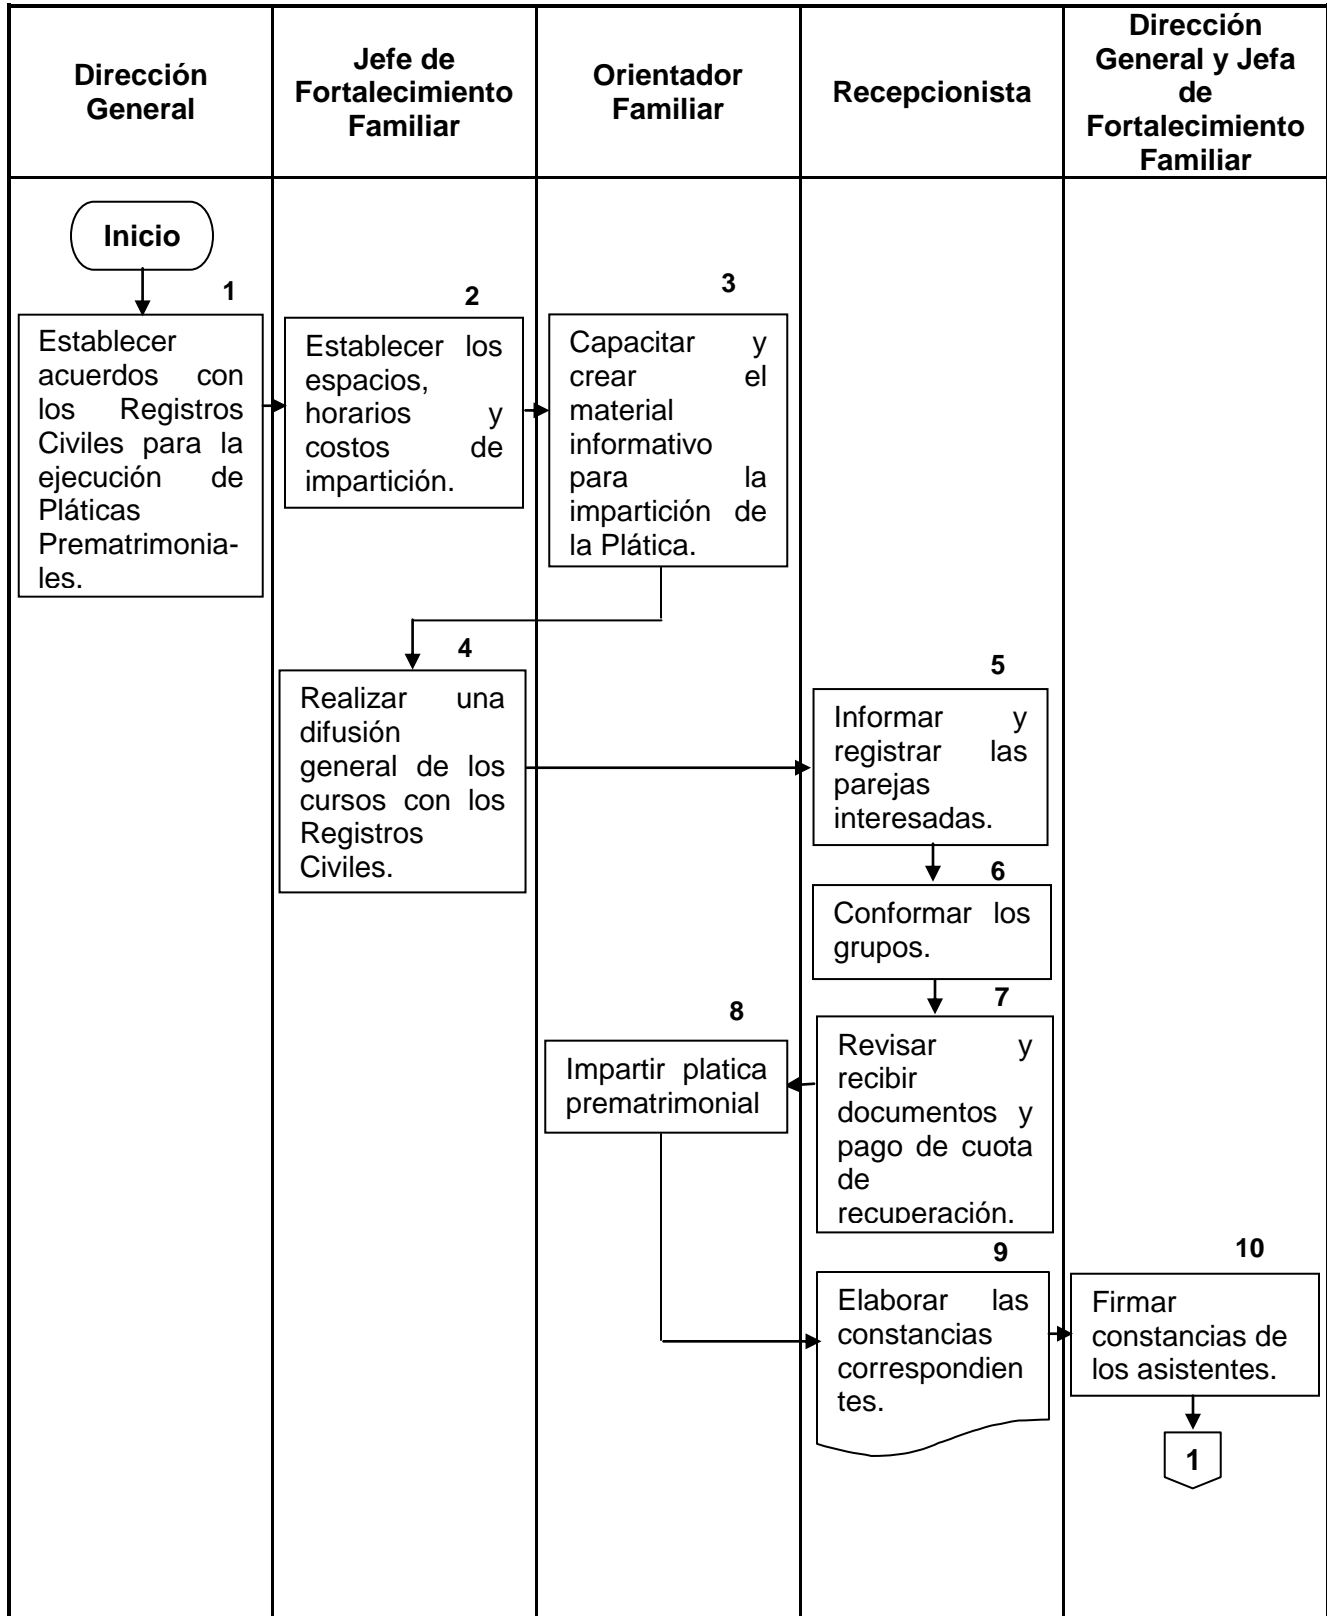 Dirección
General
Jefe de
Fortalecimiento
Familiar
Orientador
Familiar
Recepcionista
Dirección
General y Jefa
de
Fortalecimiento
Familiar
Inicio
1
Establecer
acuerdos con
los Registros
Civiles para la
ejecución de
Pláticas
Prematrimonia-
les.
2
Establecer los
espacios,
horarios y
costos de
impartición.
3
Capacitar y
crear el
material
informativo
para la
impartición de
la Plática.
4
Realizar una
difusión
general de los
cursos con los
Registros
Civiles.
5
Informar y
registrar las
parejas
interesadas.
6
Conformar los
grupos.
7
Revisar y
recibir
documentos y
pago de cuota
de
recuperación.
8
Impartir platica
prematrimonial
9
Elaborar las
constancias
correspondien
tes.
10
Firmar
constancias de
los asistentes.
1